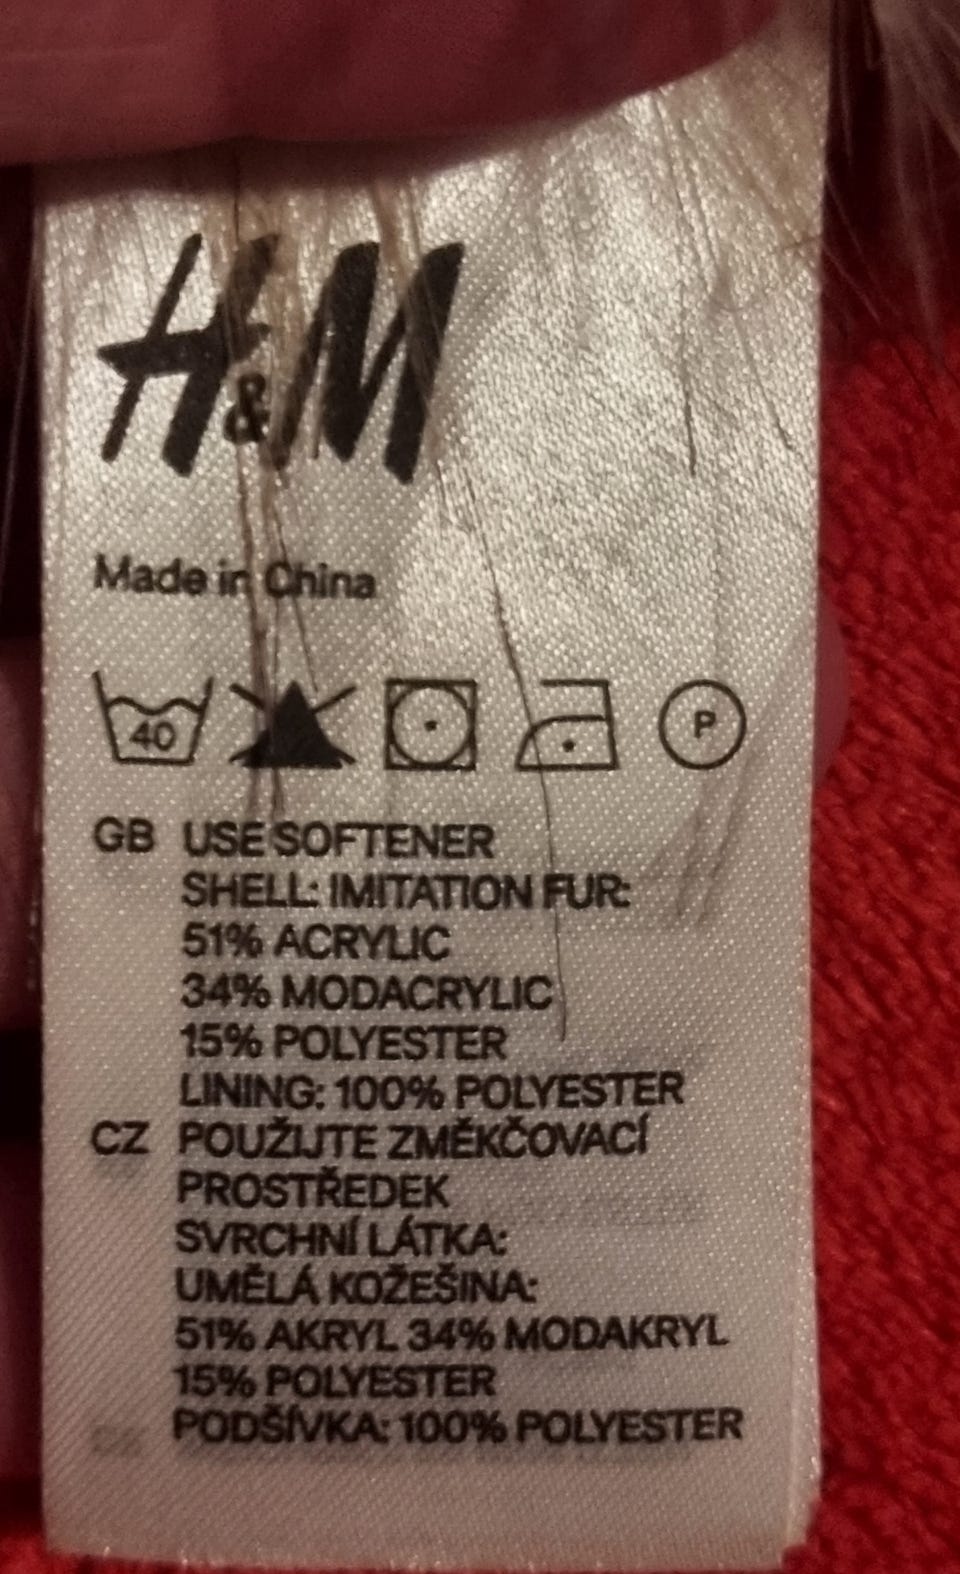 H&M
Made in China
40 P
GB USE SOFTENER
SHELL: IMITATION FUR:
51% ACRYLIC
34% MODACRYLIC
15% POLYESTER
LINING: 100% POLYESTER
CZ POUŽIJTE ZMĚKČOVACÍ
PROSTŘEDEK
SVRCHNÍ LÁTKA:
UMĚLÁ KOŽEŠINA:
51% AKRYL 34% MODAKRYL
15% POLYESTER
PODŠÍVKA: 100% POLYESTER